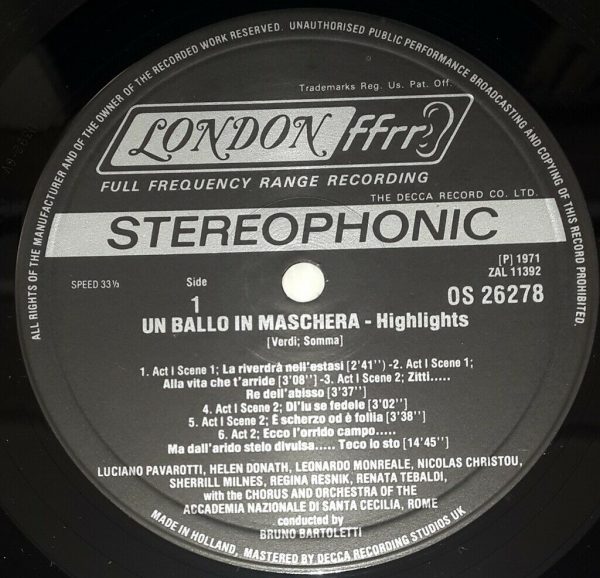 ALL RIGHTS OF THE MANUFACTURER AND OF THE OWNER OF THE RECORDED WORK RESERVED. UNAUTHORISED PUBLIC PERFORMANCE BROADCASTING AND COPYING OF THIS RECORD PROHIBITED
Trademarks Reg. Us. Pat. Off.
LONDON ffrr
FULL FREQUENCY RANGE RECORDING
THE DECCA RECORD CO. LTD.
STEREOPHONIC
[P] 1971
ZAL 11392
SPEED 33⅓
Side
1
OS 26278
UN BALLO IN MASCHERA - Highlights
[Verdi; Somma]
1. Act I Scene 1; La riverdrà nell'estasi [2'41''] -2. Act I Scene 1;
Alla vita che t'arride [3'08''] -3. Act I Scene 2; Zitti.....
Re dell'abisso [3'37'']
4. Act I Scene 2; Di'lu se fedele [3'02'']
5. Act I Scene 2; È scherzo od è follia [3'38'']
6. Act 2; Ecco l'orrido campo.....
Ma dall'arido stelo divulsa..... Teco lo sto [14'45'']
LUCIANO PAVAROTTI, HELEN DONATH, LEONARDO MONREALE, NICOLAS CHRISTOU,
SHERRILL MILNES, REGINA RESNIK, RENATA TEBALDI,
with the CHORUS AND ORCHESTRA OF THE
ACCADEMIA NAZIONALE DI SANTA CECILIA, ROME
conducted by
BRUNO BARTOLETTI
MADE IN HOLLAND, MASTERED BY DECCA RECORDING STUDIOS UK